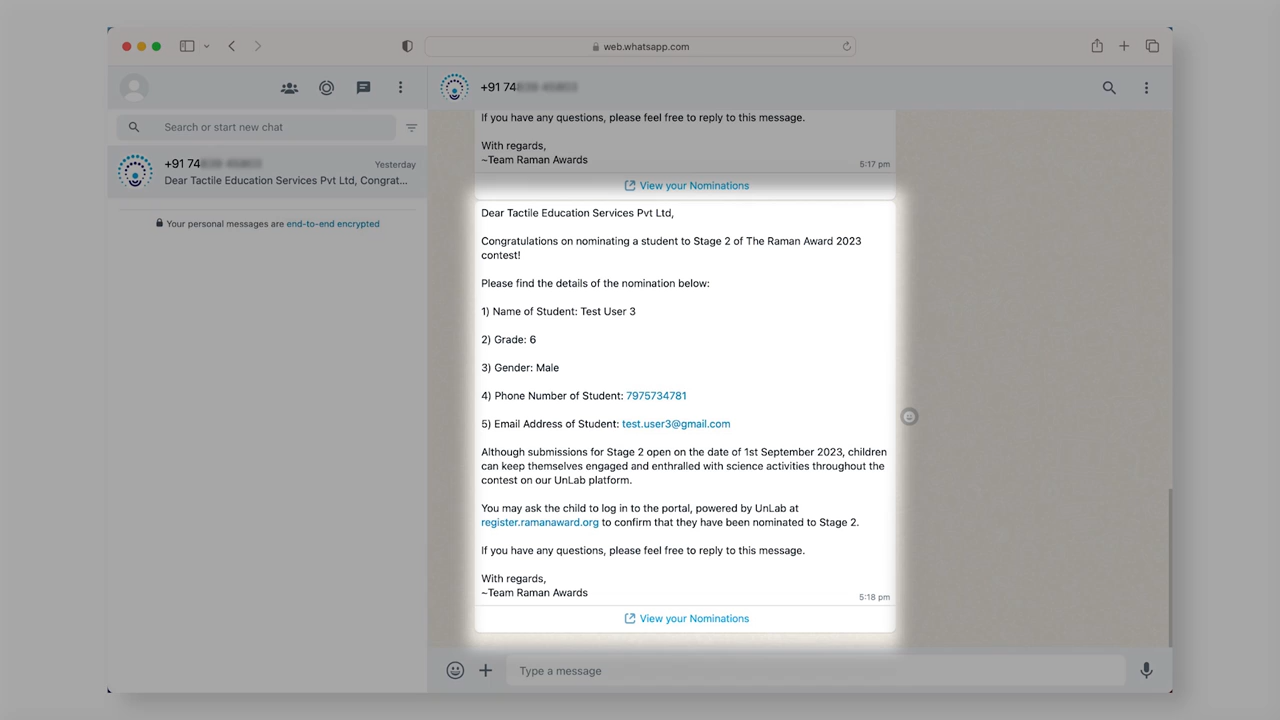 web.whatsapp.com
+91 74
Search or start new chat
+91 74
Yesterday
Dear Tactile Education Services Pvt Ltd, Congrat...
Your personal messages are end-to-end encrypted
If you have any questions, please feel free to reply to this message.
With regards,
~Team Raman Awards
5:17 pm
View your Nominations
Dear Tactile Education Services Pvt Ltd,
Congratulations on nominating a student to Stage 2 of The Raman Award 2023
contest!
Please find the details of the nomination below:
1) Name of Student: Test User 3
2) Grade: 6
3) Gender: Male
4) Phone Number of Student: 7975734781
5) Email Address of Student: test.user3@gmail.com
Although submissions for Stage 2 open on the date of 1st September 2023, children
can keep themselves engaged and enthralled with science activities throughout the
contest on our UnLab platform.
You may ask the child to log in to the portal, powered by UnLab at
register.ramanaward.org to confirm that they have been nominated to Stage 2.
If you have any questions, please feel free to reply to this message.
With regards,
~Team Raman Awards
5:18 pm
View your Nominations
Type a message